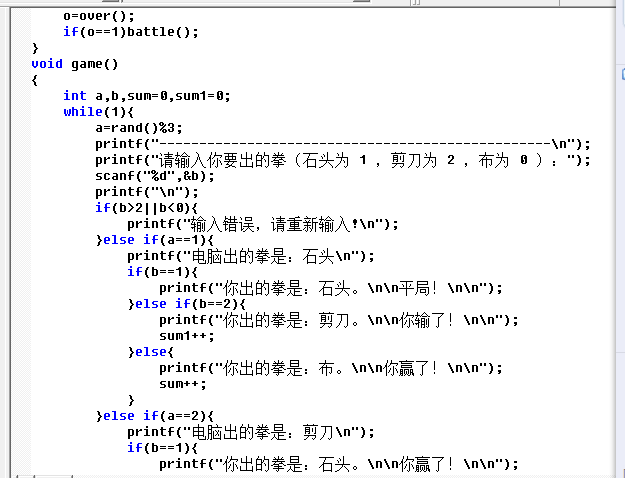 o=over();
if(o==1)battle();
}
void game()
{
int a,b,sum=0,sum1=0;
while(1){
a=rand()%3;
printf("-------------------------------------------------\n");
printf("请输入你要出的拳（石头为 1 ，剪刀为 2 ，布为 0 ）：");
scanf("%d",&b);
printf("\n");
if(b>2||b<0){
printf("输入错误，请重新输入!\n");
}else if(a==1){
printf("电脑出的拳是：石头\n");
if(b==1){
printf("你出的拳是：石头。\n\n平局！\n\n");
}else if(b==2){
printf("你出的拳是：剪刀。\n\n你输了！\n\n");
sum1++;
}else{
printf("你出的拳是：布。\n\n你赢了！\n\n");
sum++;
}
}else if(a==2){
printf("电脑出的拳是：剪刀\n");
if(b==1){
printf("你出的拳是：石头。\n\n你赢了！\n\n");